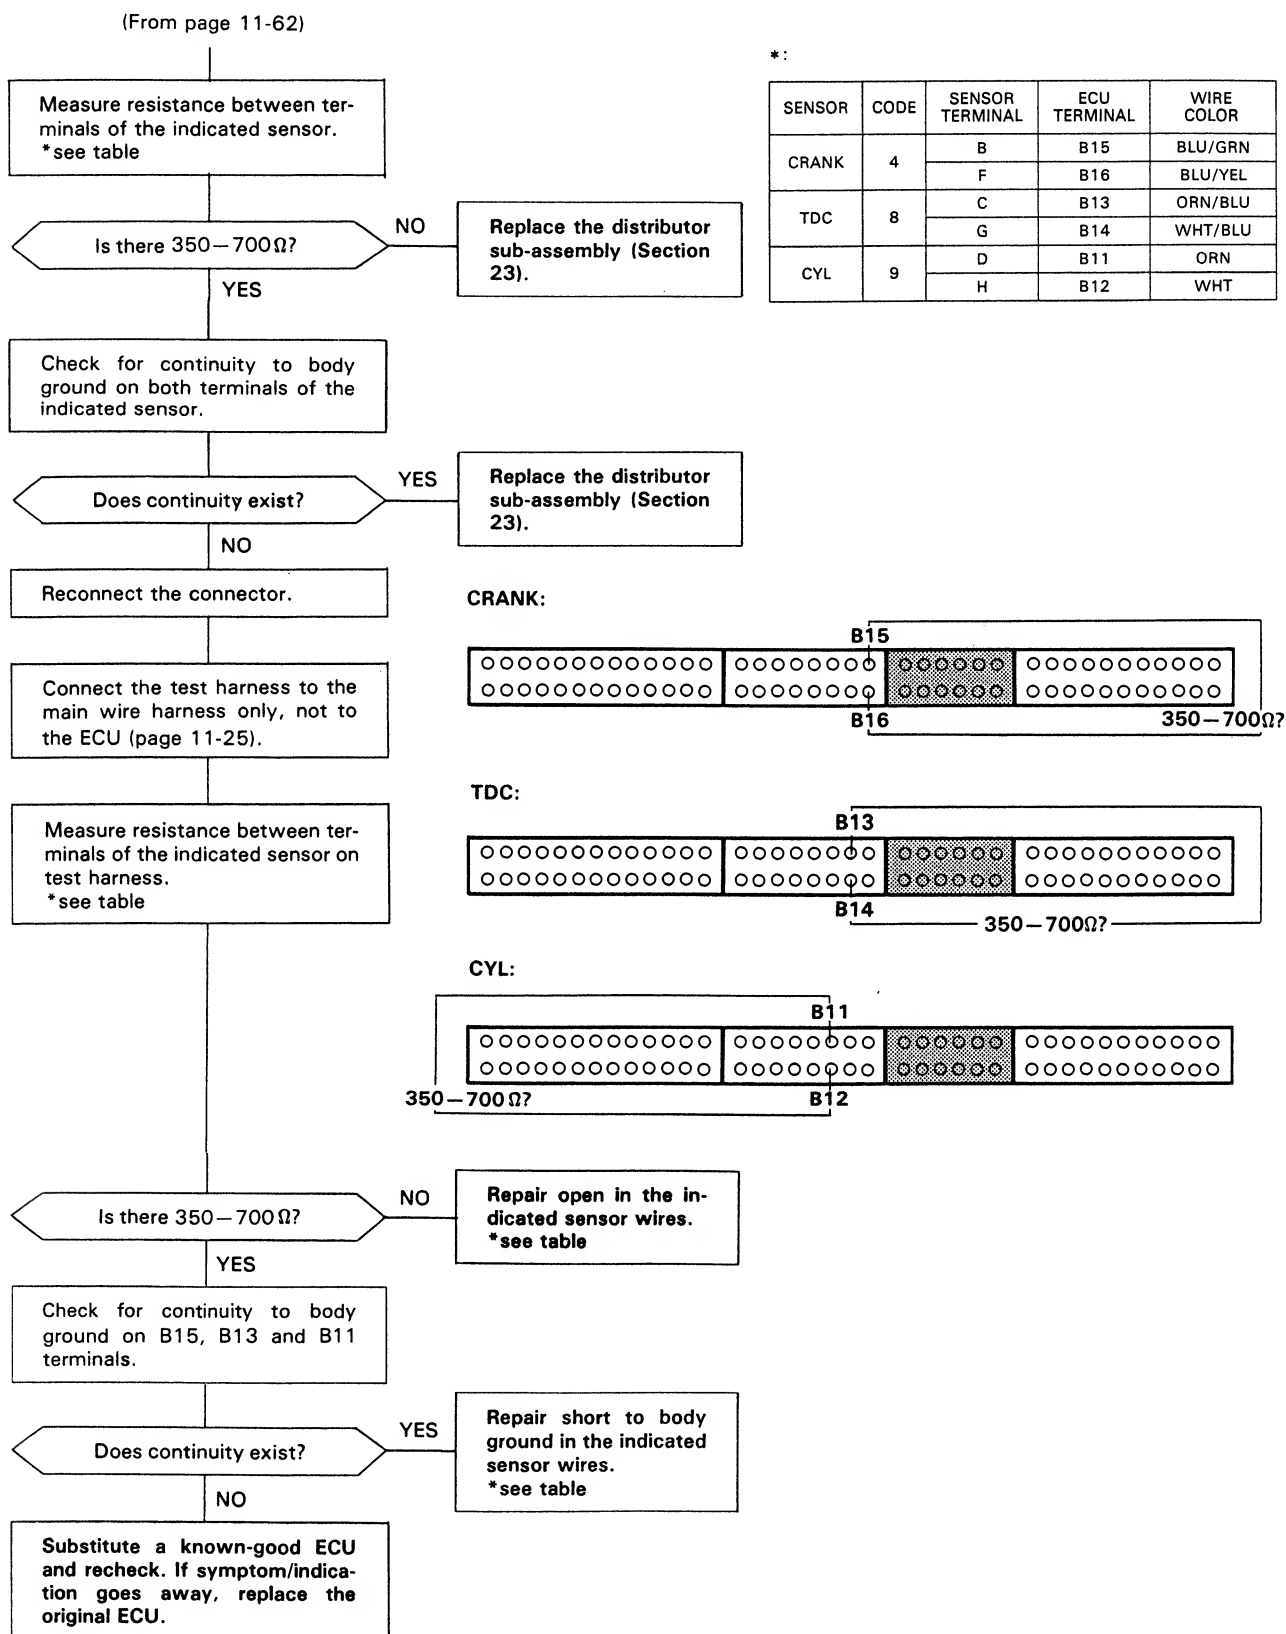 (From page 11-62)
Measure resistance between ter-
minals of the indicated sensor.
*see table
Is there 350—700Ω?
NO
Replace the distributor
sub-assembly (Section
23).
YES
Check for continuity to body
ground on both terminals of the
indicated sensor.
Does continuity exist?
YES
Replace the distributor
sub-assembly (Section
23).
NO
Reconnect the connector.
Connect the test harness to the
main wire harness only, not to
the ECU (page 11-25).
Measure resistance between ter-
minals of the indicated sensor on
test harness.
*see table
*:
SENSOR CODE SENSOR TERMINAL ECU TERMINAL WIRE COLOR
CRANK 4 B B15 BLU/GRN
F B16 BLU/YEL
TDC 8 C B13 ORN/BLU
G B14 WHT/BLU
CYL 9 D B11 ORN
H B12 WHT
CRANK:
B15
B16
350—700Ω?
TDC:
B13
B14
350—700Ω?
CYL:
B11
350—700Ω?
B12
Is there 350—700Ω?
NO
Repair open in the in-
dicated sensor wires.
*see table
YES
Check for continuity to body
ground on B15, B13 and B11
terminals.
Does continuity exist?
YES
Repair short to body
ground in the indicated
sensor wires.
*see table
NO
Substitute a known-good ECU
and recheck. If symptom/indica-
tion goes away, replace the
original ECU.